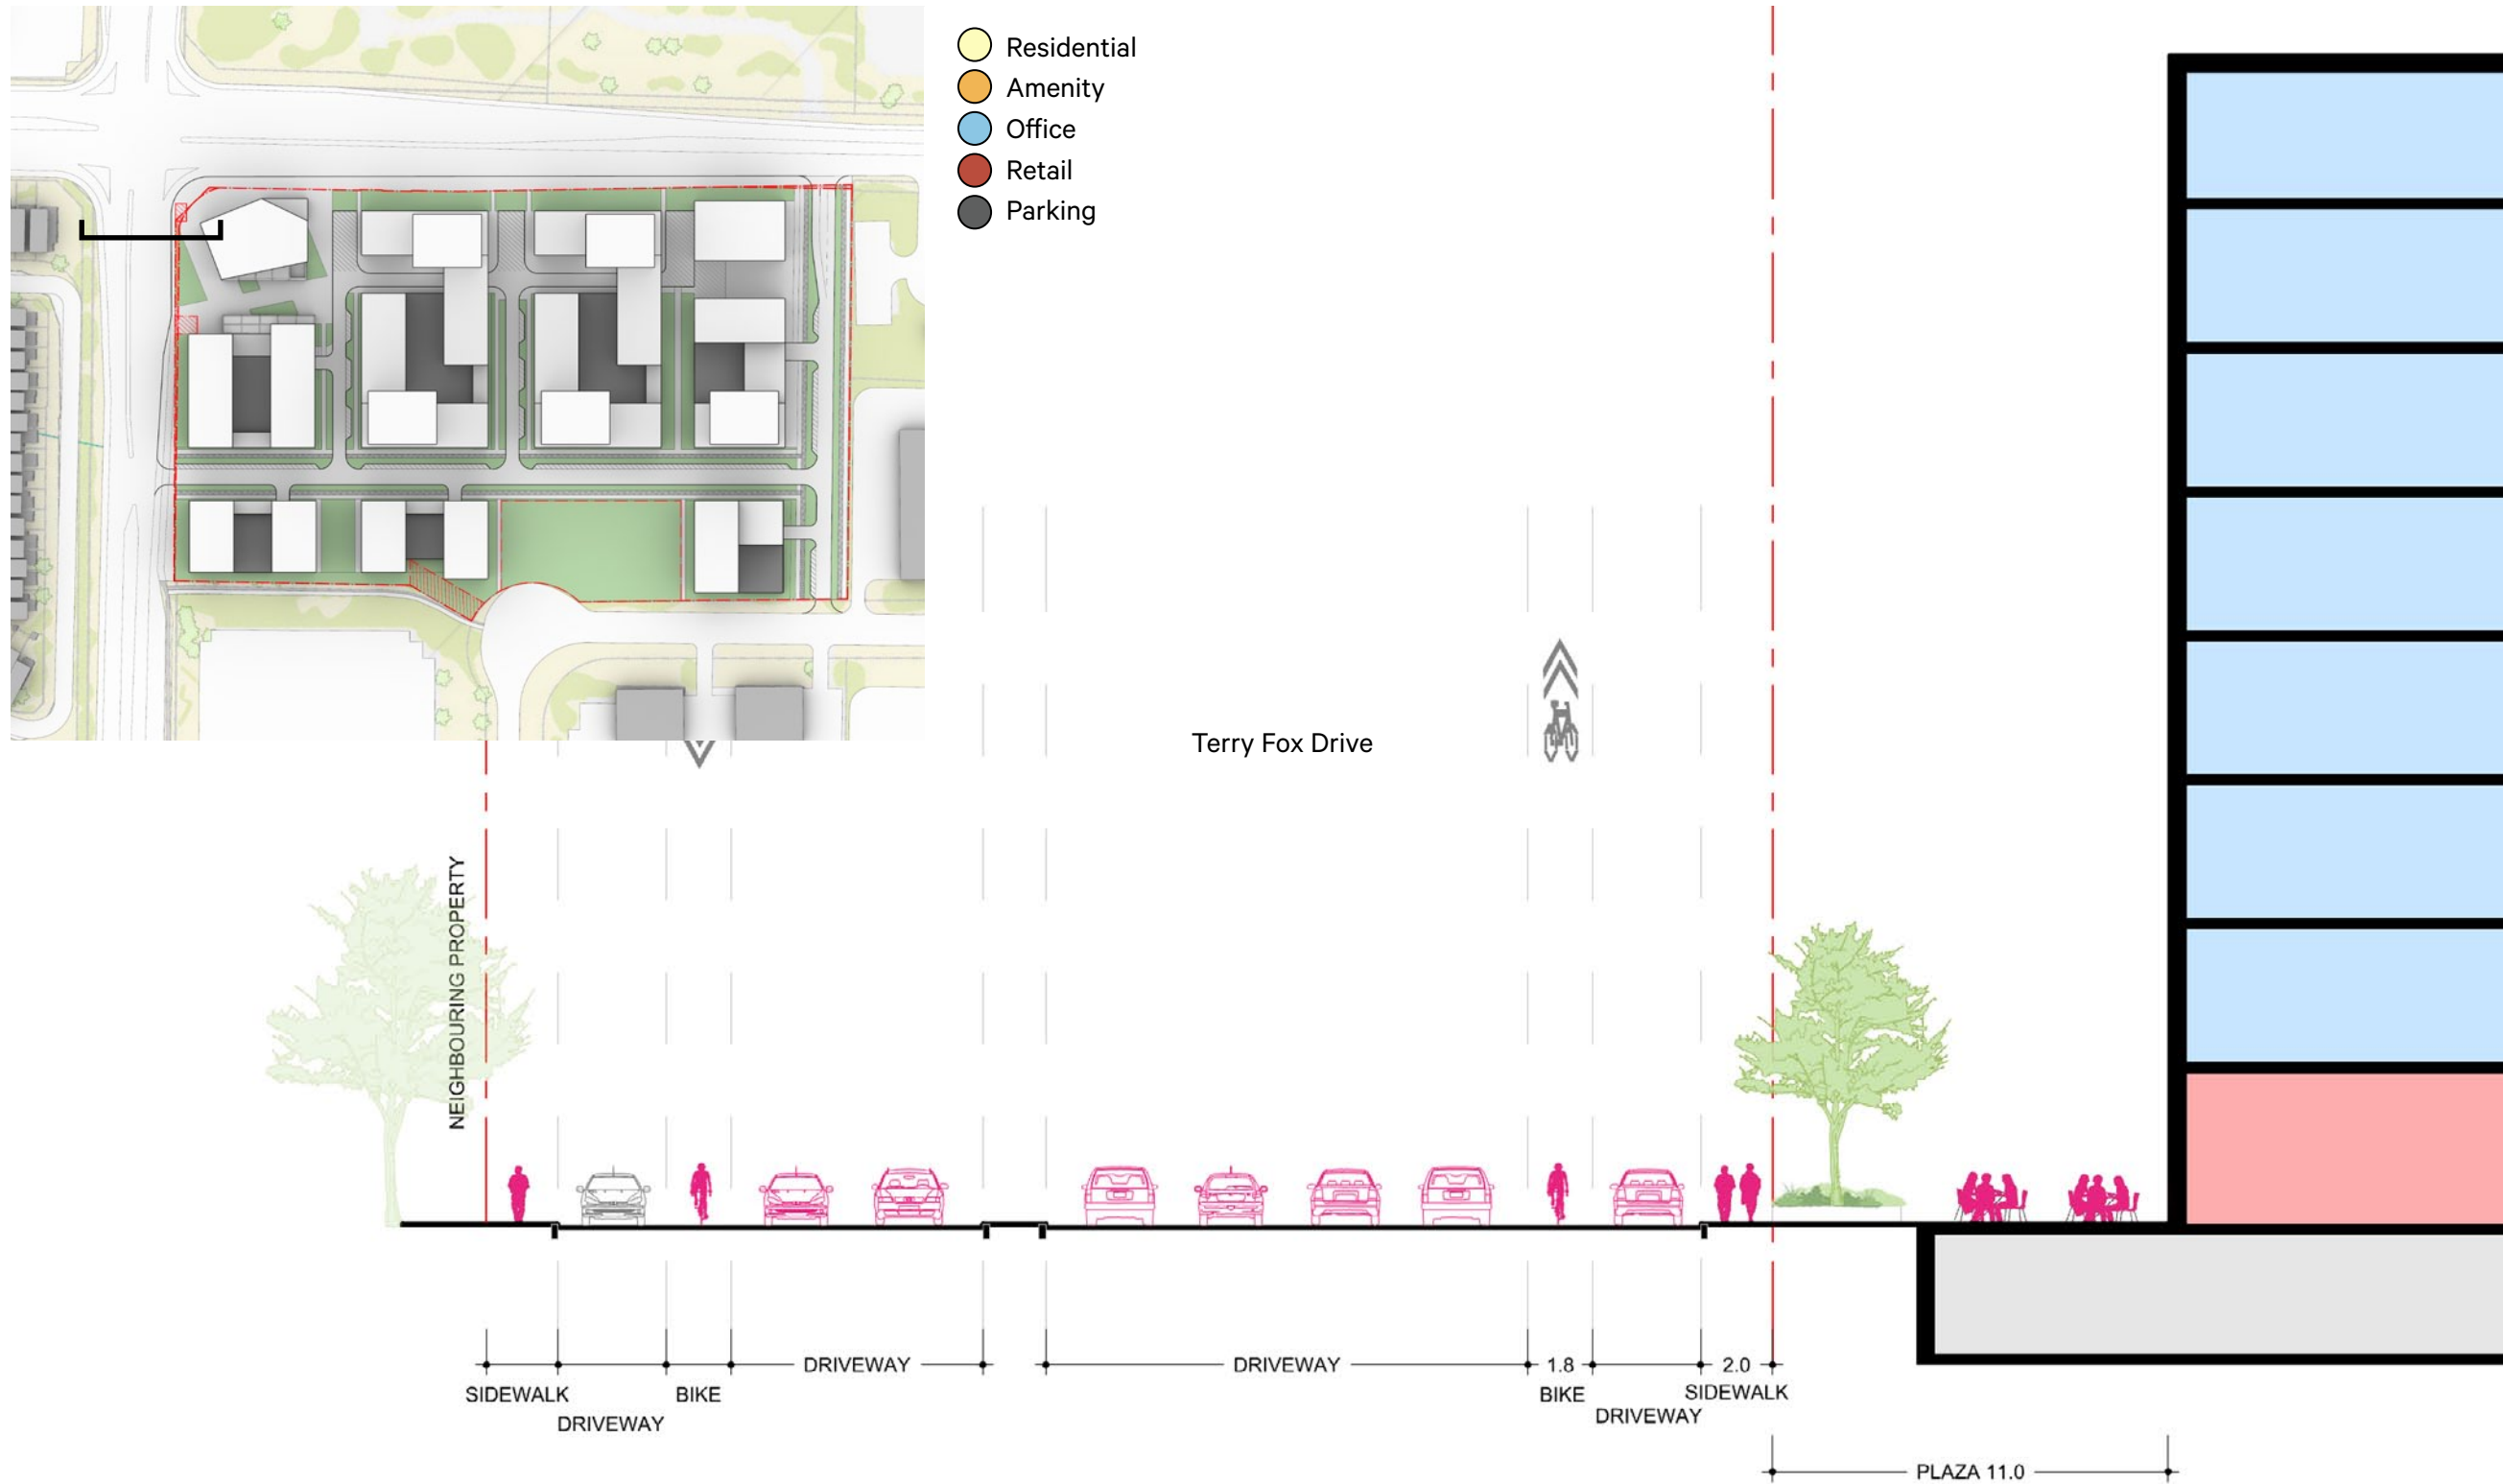 Residential
Amenity
Office
Retail
Parking
Terry Fox Drive
NEIGHBOURING PROPERTY
DRIVEWAY
DRIVEWAY
1.8
2.0
SIDEWALK
BIKE
BIKE
SIDEWALK
DRIVEWAY
DRIVEWAY
PLAZA 11.0